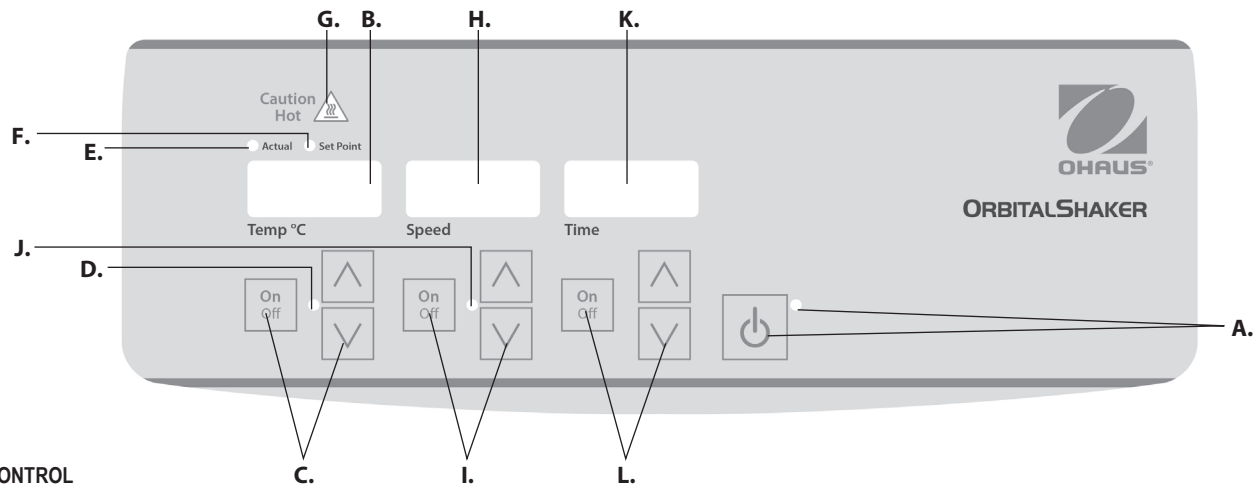 G. B. H. K.
Caution
Hot
F.
E.
Actual Set Point
OHAUS®
ORBITALSHAKER
Temp °C Speed Time
J.
D.
On
Off
On
Off
On
Off
A.
C. I. L.
ONTROL